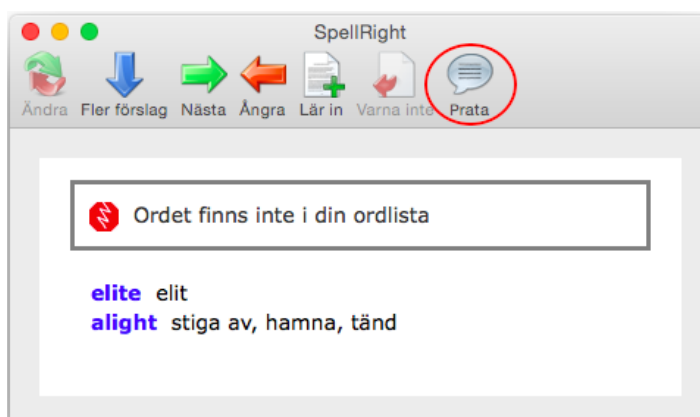 SpellRight
Ändra Fler förslag Nästa Ångra Lär in Varna inte Prata
Ordet finns inte i din ordlista
elite elit
alight stiga av, hamna, tänd